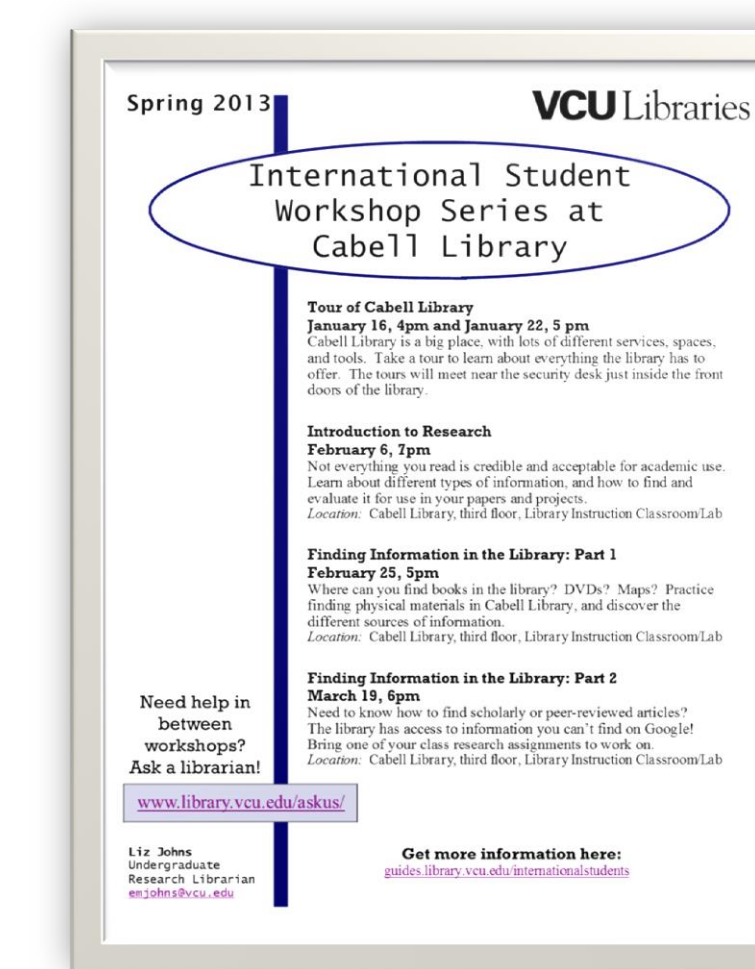 Spring 2013
VCU Libraries
International Student
Workshop Series at
Cabell Library
Tour of Cabell Library
January 16, 4pm and January 22, 5 pm
Cabell Library is a big place, with lots of different services, spaces,
and tools. Take a tour to learn about everything the library has to
offer. The tours will meet near the security desk just inside the front
doors of the library.
Introduction to Research
February 6, 7pm
Not everything you read is credible and acceptable for academic use.
Learn about different types of information, and how to find and
evaluate it for use in your papers and projects.
Location: Cabell Library, third floor, Library Instruction Classroom/Lab
Finding Information in the Library: Part 1
February 25, 5pm
Where can you find books in the library? DVDs? Maps? Practice
finding physical materials in Cabell Library, and discover the
different sources of information.
Location: Cabell Library, third floor, Library Instruction Classroom/Lab
Finding Information in the Library: Part 2
March 19, 6pm
Need to know how to find scholarly or peer-reviewed articles?
The library has access to information you can't find on Google!
Bring one of your class research assignments to work on.
Location: Cabell Library, third floor, Library Instruction Classroom/Lab
Need help in
between
workshops?
Ask a librarian!
www.library.vcu.edu/askus/
Liz Johns
Undergraduate
Research Librarian
emjohns@vcu.edu
Get more information here:
guides.library.vcu.edu/internationalstudents